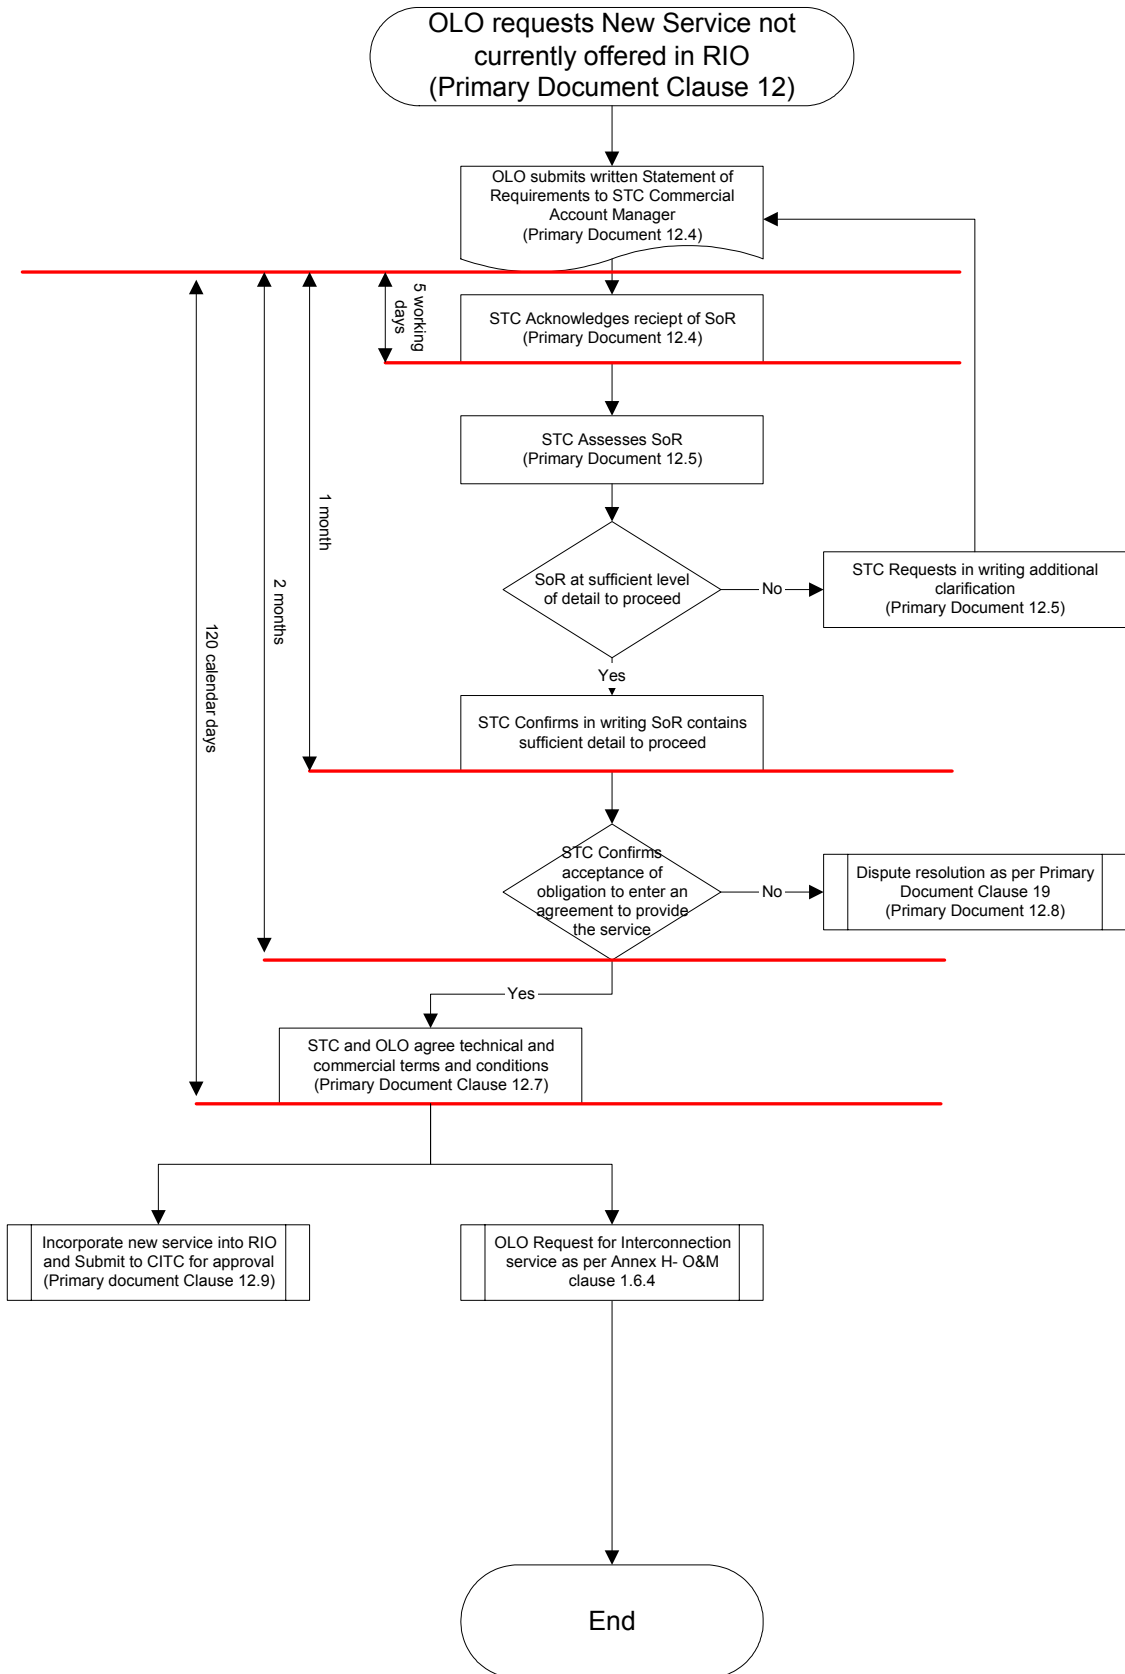 OLO requests New Service not
currently offered in RIO
(Primary Document Clause 12)
OLO submits written Statement of
Requirements to STC Commercial
Account Manager
(Primary Document 12.4)
5 working
days
STC Acknowledges reciept of SoR
(Primary Document 12.4)
STC Assesses SoR
(Primary Document 12.5)
1 month
SoR at sufficient level
of detail to proceed
No
STC Requests in writing additional
clarification
(Primary Document 12.5)
2 months
120 calendar days
Yes
STC Confirms in writing SoR contains
sufficient detail to proceed
STC Confirms
acceptance of
obligation to enter an
agreement to provide
the service
No
Dispute resolution as per Primary
Document Clause 19
(Primary Document 12.8)
Yes
STC and OLO agree technical and
commercial terms and conditions
(Primary Document Clause 12.7)
Incorporate new service into RIO
and Submit to CITC for approval
(Primary document Clause 12.9)
OLO Request for Interconnection
service as per Annex H- O&M
clause 1.6.4
End